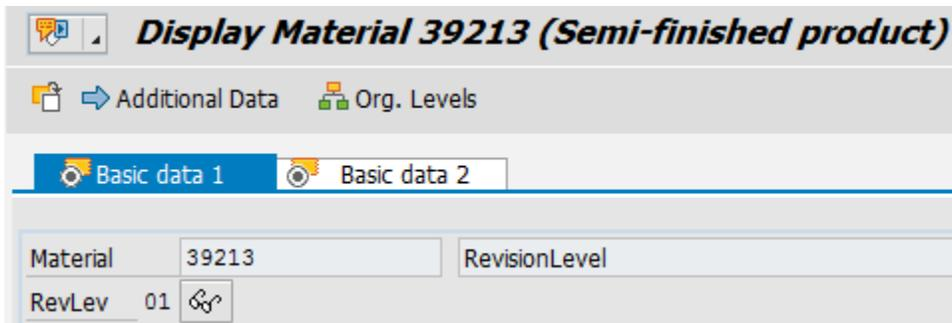 Display Material 39213 (Semi-finished product)
Additional Data Org. Levels
Basic data 1 Basic data 2
Material 39213 RevisionLevel
RevLev 01